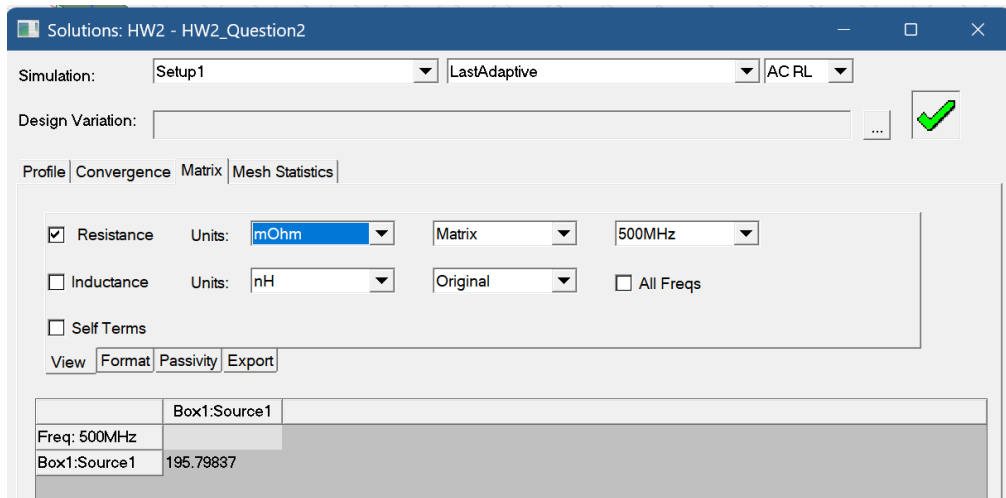 Solutions: HW2 - HW2_Question2
Simulation: Setup1 LastAdaptive AC RL
Design Variation: ...
Profile Convergence Matrix Mesh Statistics
Resistance Units: mOhm Matrix 500MHz
Inductance Units: nH Original All Freqs
Self Terms
View Format Passivity Export
Box1:Source1
Freq: 500MHz
Box1:Source1 195.79837